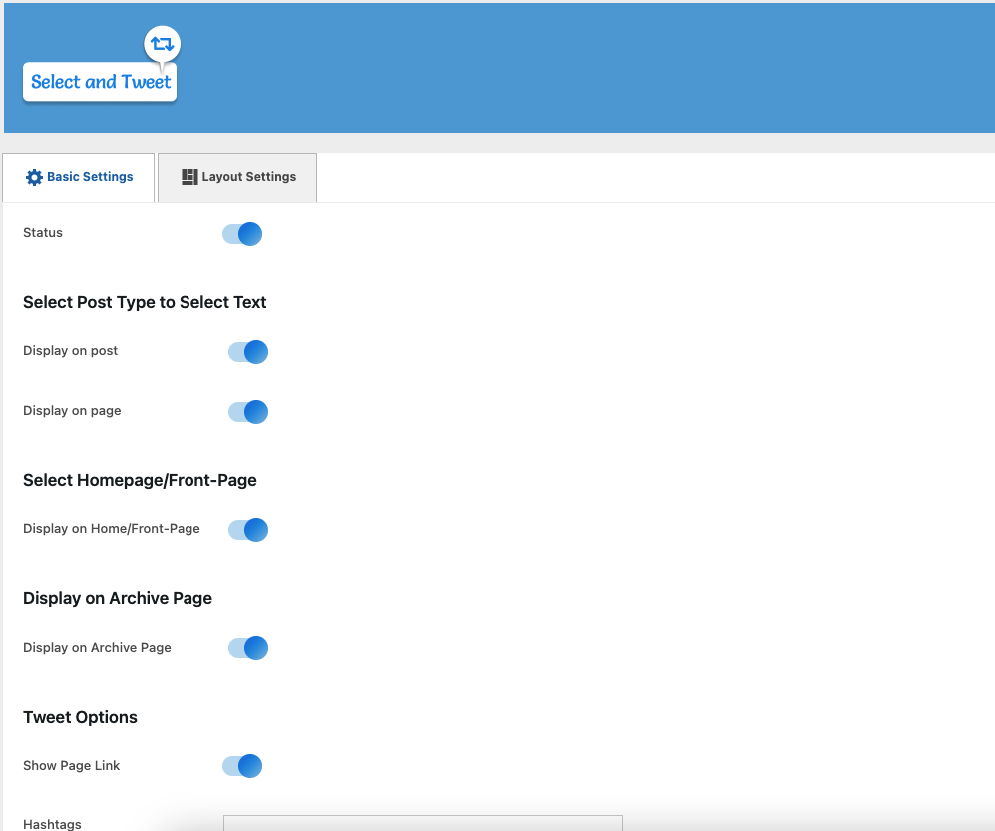 Select and Tweet
Basic Settings
Layout Settings
Status
Select Post Type to Select Text
Display on post
Display on page
Select Homepage/Front-Page
Display on Home/Front-Page
Display on Archive Page
Display on Archive Page
Tweet Options
Show Page Link
Hashtags